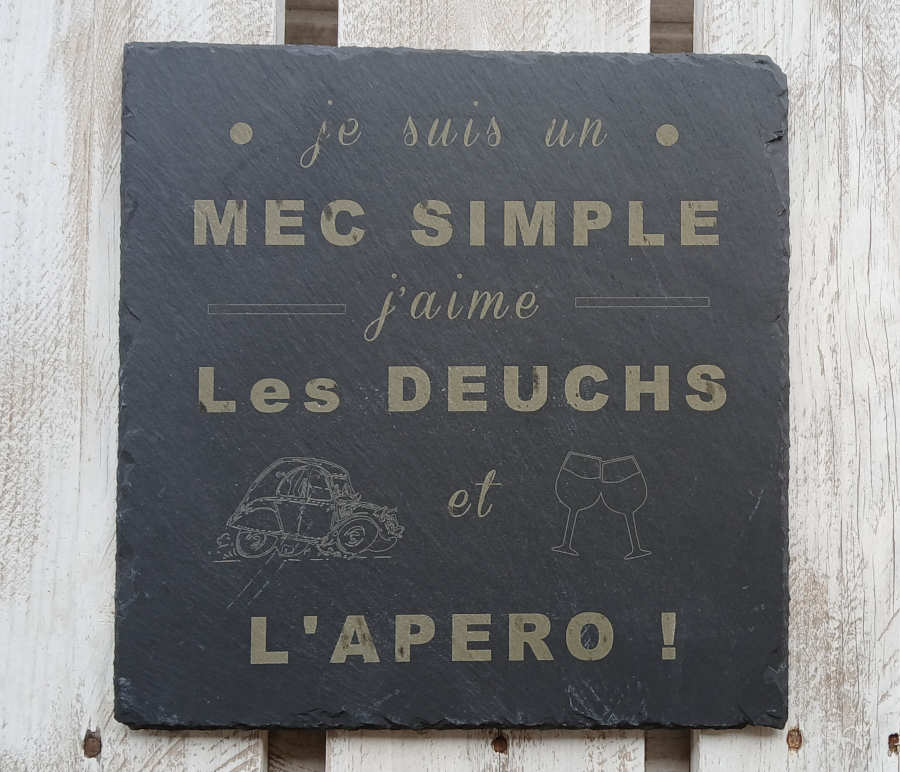 je suis un
MEC SIMPLE
j'aime
Les DEUCHS
et
L'APERO !